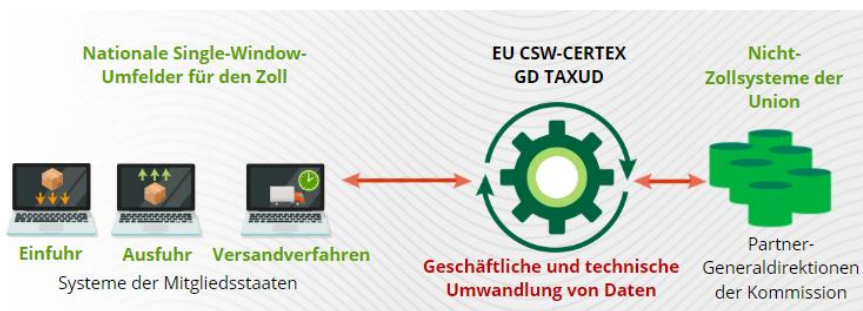 Nationale Single-Window-
Umfelder für den Zoll
EU CSW-CERTEX
GD TAXUD
Nicht-
Zollsysteme der
Union
Einfuhr
Ausfuhr
Versandverfahren
Systeme der Mitgliedsstaaten
Geschäftliche und technische
Umwandlung von Daten
Partner-
Generaldirektionen
der Kommission